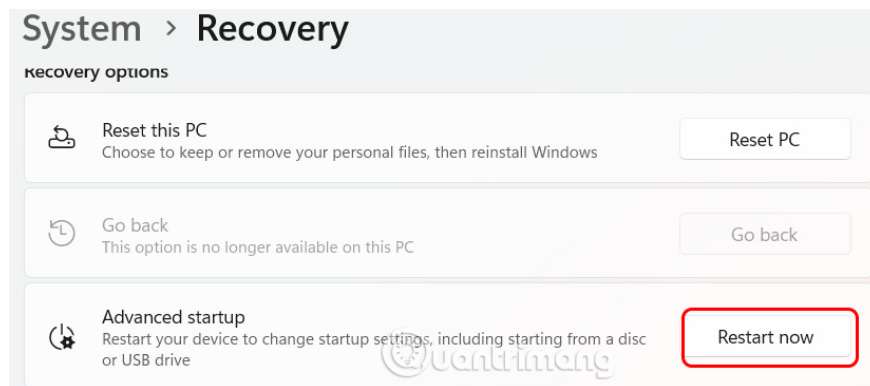 System > Recovery
Recovery options
Reset this PC
Choose to keep or remove your personal files, then reinstall Windows
Reset PC
Go back
This option is no longer available on this PC
Go back
Advanced startup
Restart your device to change startup settings, including starting from a disc
or USB drive
Restart now
Quantrimang